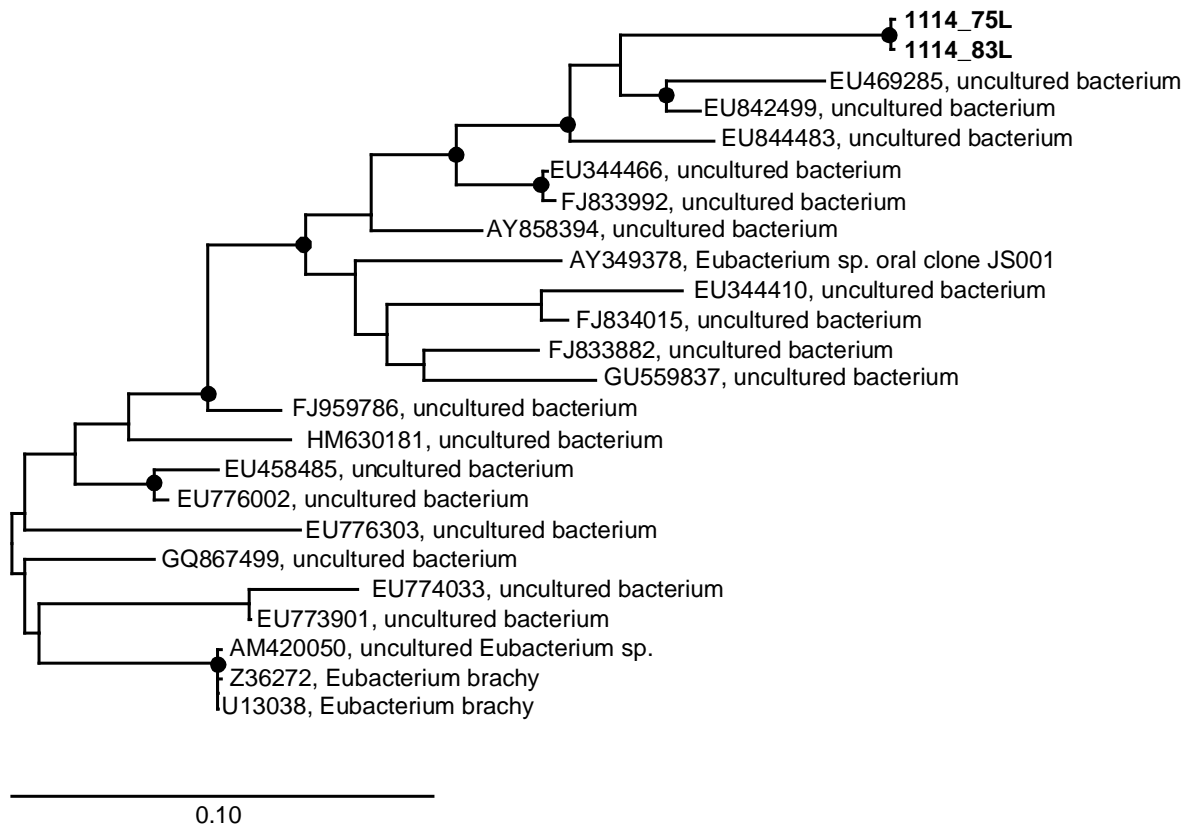 1114_75L
1114_83L
EU469285, uncultured bacterium
EU842499, uncultured bacterium
EU844483, uncultured bacterium
EU344466, uncultured bacterium
FJ833992, uncultured bacterium
AY858394, uncultured bacterium
AY349378, Eubacterium sp. oral clone JS001
EU344410, uncultured bacterium
FJ834015, uncultured bacterium
FJ833882, uncultured bacterium
GU559837, uncultured bacterium
FJ959786, uncultured bacterium
HM630181, uncultured bacterium
EU458485, uncultured bacterium
EU776002, uncultured bacterium
EU776303, uncultured bacterium
GQ867499, uncultured bacterium
EU774033, uncultured bacterium
EU773901, uncultured bacterium
AM420050, uncultured Eubacterium sp.
Z36272, Eubacterium brachy
U13038, Eubacterium brachy
0.10